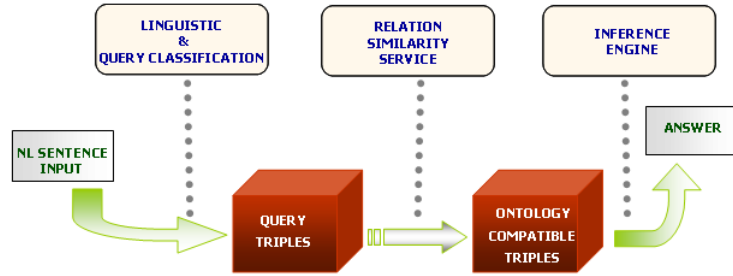 LINGUISTIC
&
QUERY CLASSIFICATION
RELATION
SIMILARITY
SERVICE
INFERENCE
ENGINE
NL SENTENCE
INPUT
QUERY
TRIPLES
ONTOLOGY
COMPATIBLE
TRIPLES
ANSWER